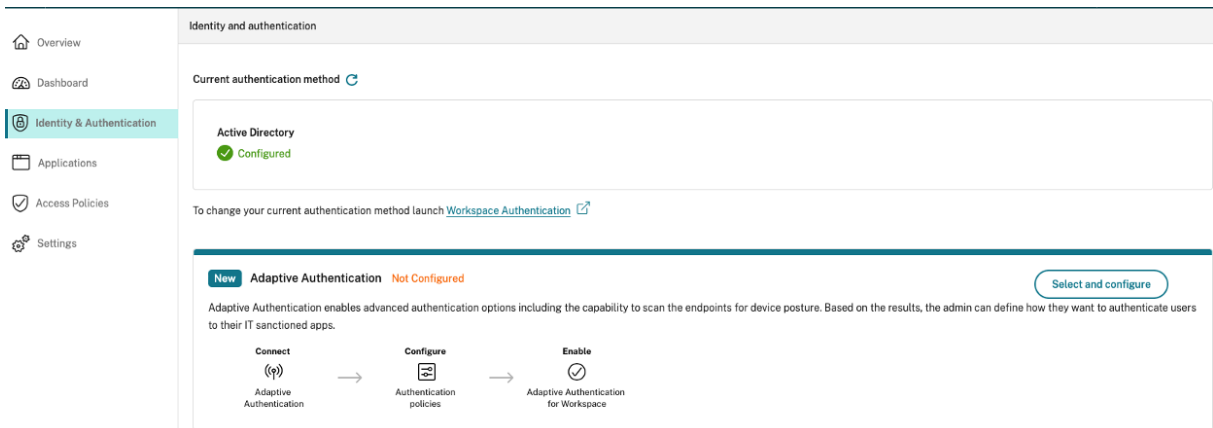 Identity and authentication
Overview
Dashboard
Identity & Authentication
Applications
Access Policies
Settings
Current authentication method
Active Directory
Configured
To change your current authentication method launch Workspace Authentication
New Adaptive Authentication Not Configured
Select and configure
Adaptive Authentication enables advanced authentication options including the capability to scan the endpoints for device posture. Based on the results, the admin can define how they want to authenticate users
to their IT sanctioned apps.
Connect
Adaptive
Authentication
Configure
Authentication
policies
Enable
Adaptive Authentication
for Workspace